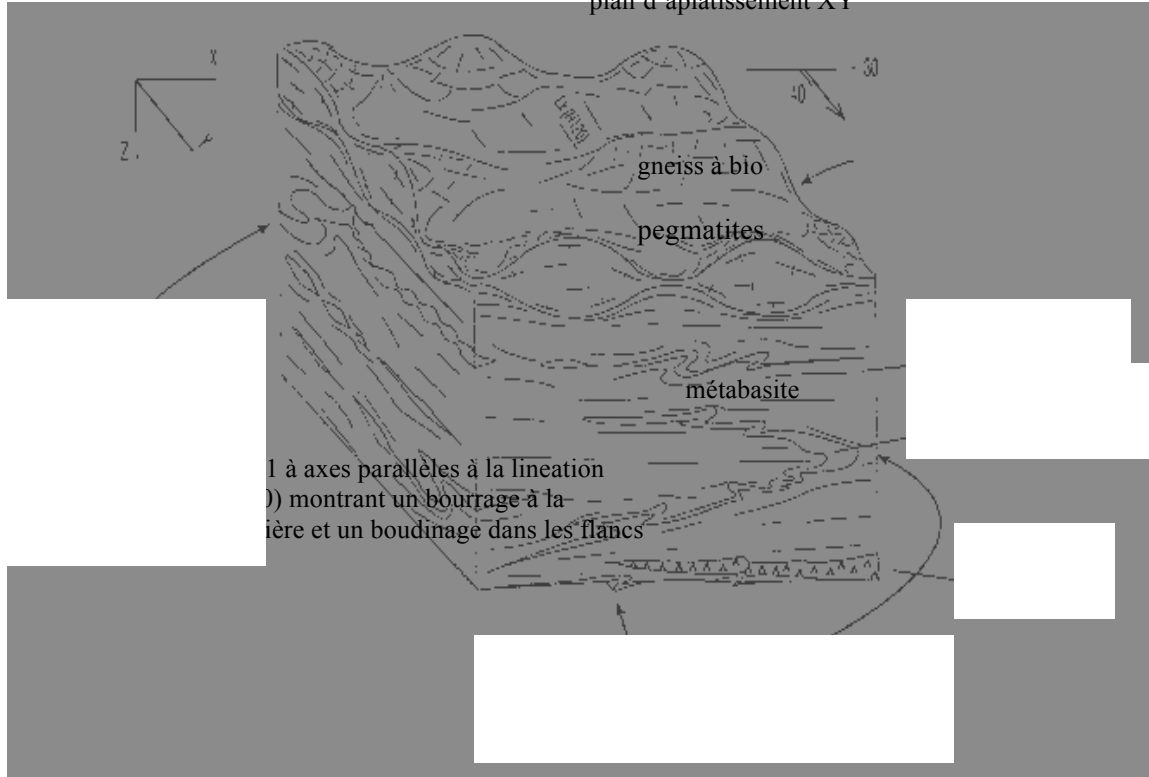 plan d'aplatissement XY
X
30
40
Z
gneiss à bio
pegmatites
métabasite
1 à axes parallèles à la lineation
0) montrant un bourrage à la
ière et un boudinage dans les flancs